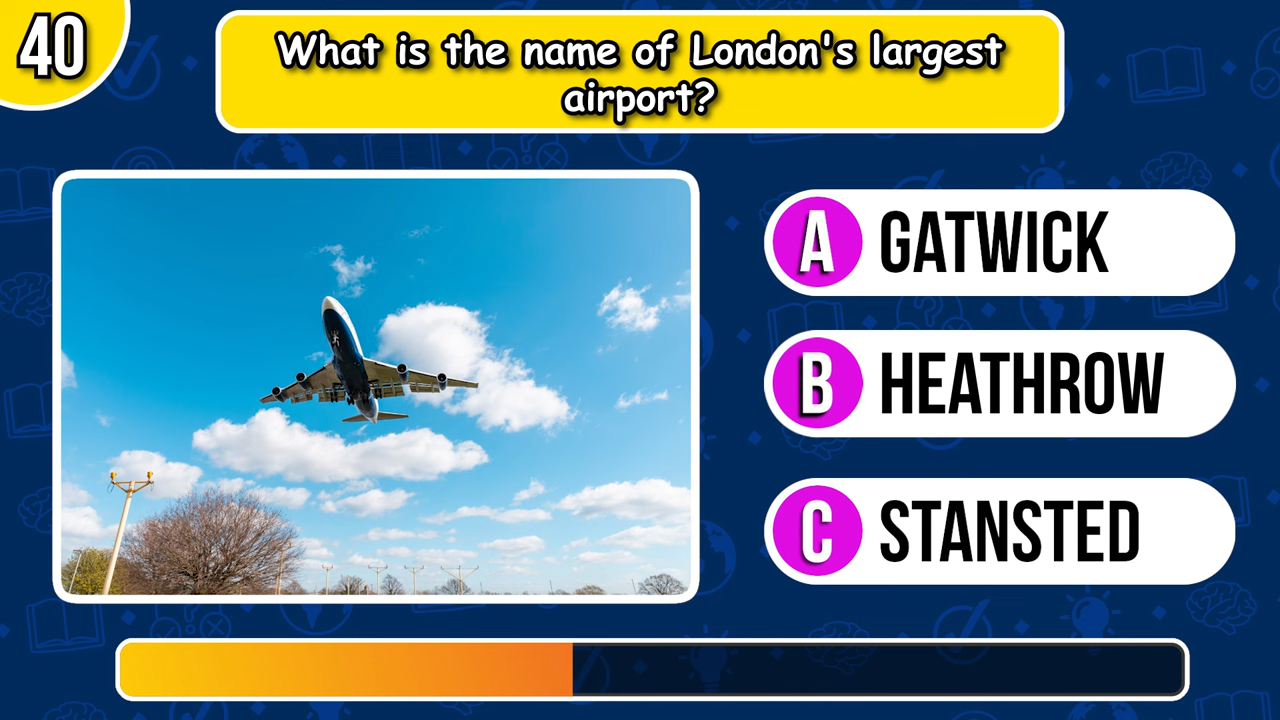 40
What is the name of London's largest
airport?
A GATWICK
B HEATHROW
C STANSTED